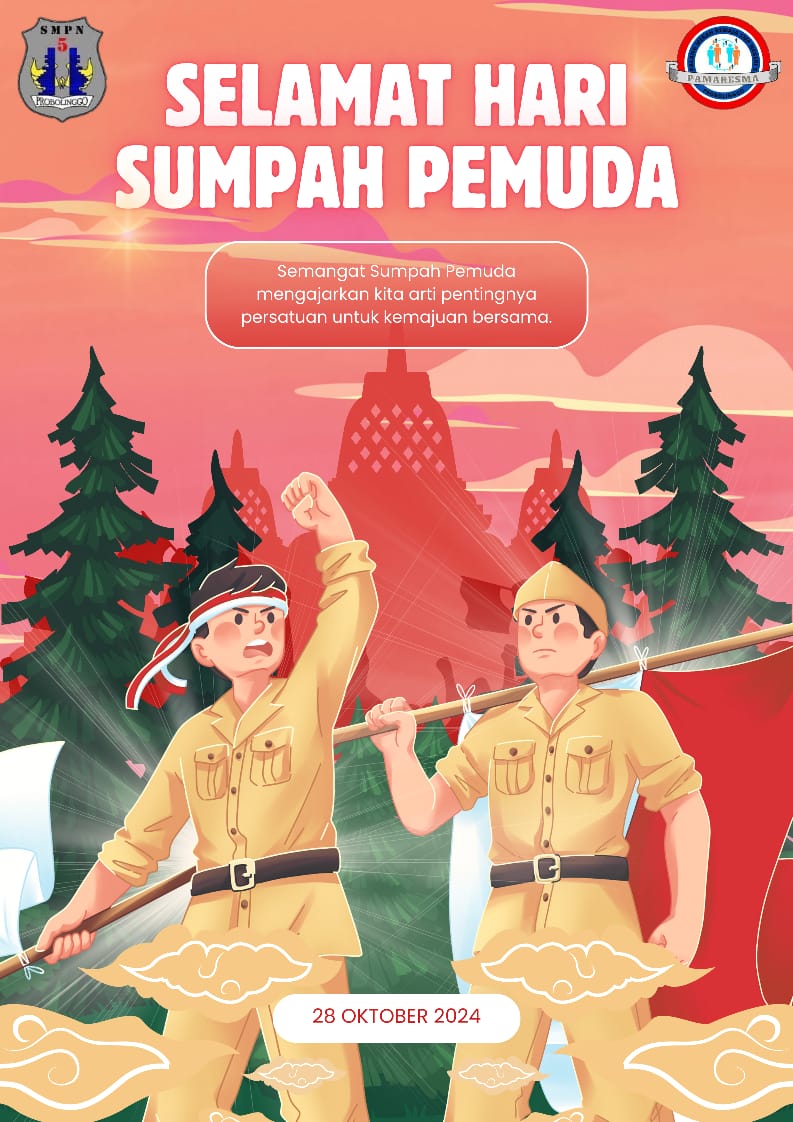 SMPN
5
PROBOLINGGO
PAMARESMA
SELAMAT HARI
SUMPAH PEMUDA
Semangat Sumpah Pemuda
mengajarkan kita arti pentingnya
persatuan untuk kemajuan bersama.
28 OKTOBER 2024